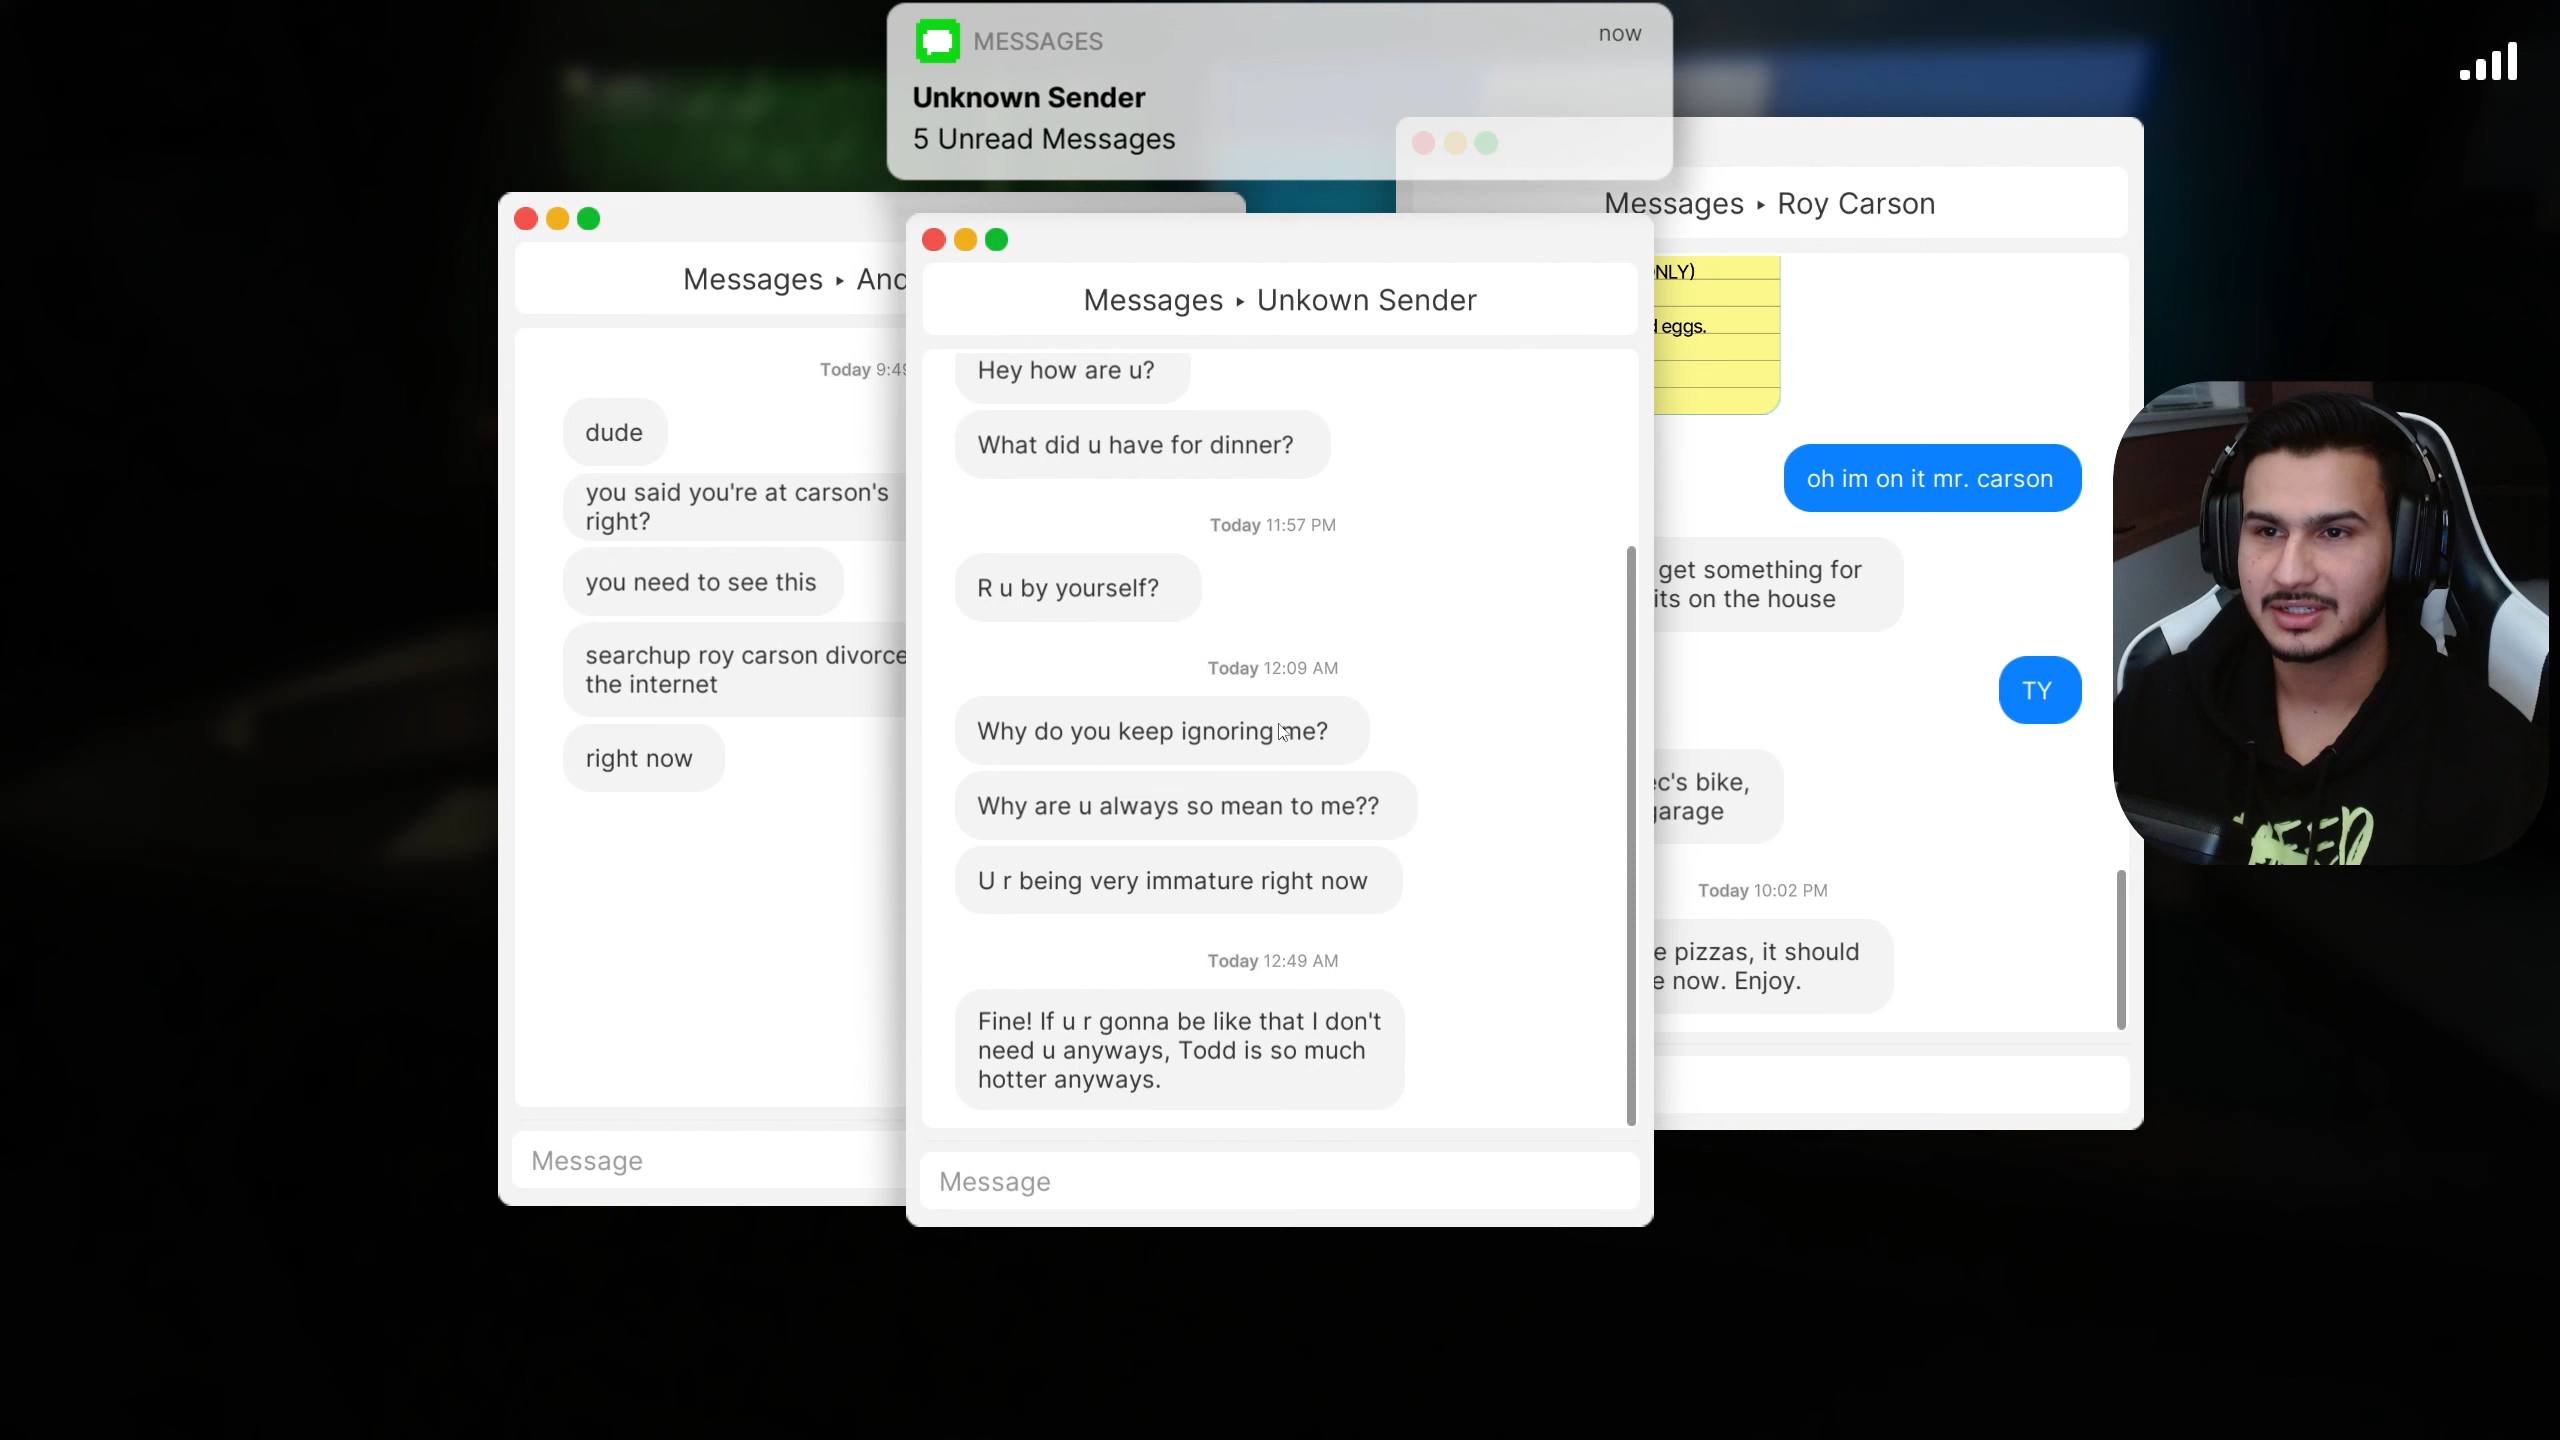 MESSAGES
now
Unknown Sender
5 Unread Messages
Messages ▸ And
Today 9:49
dude
you said you're at carson's
right?
you need to see this
searchup roy carson divorce
the internet
right now
Message
Messages ▸ Unkown Sender
Hey how are u?
What did u have for dinner?
Today 11:57 PM
R u by yourself?
Today 12:09 AM
Why do you keep ignoring me?
Why are u always so mean to me??
U r being very immature right now
Today 12:49 AM
Fine! If u r gonna be like that I don't
need u anyways, Todd is so much
hotter anyways.
Message
Messages ▸ Roy Carson
NLY)
d eggs.
oh im on it mr. carson
get something for
its on the house
TY
c's bike,
garage
Today 10:02 PM
e pizzas, it should
e now. Enjoy.